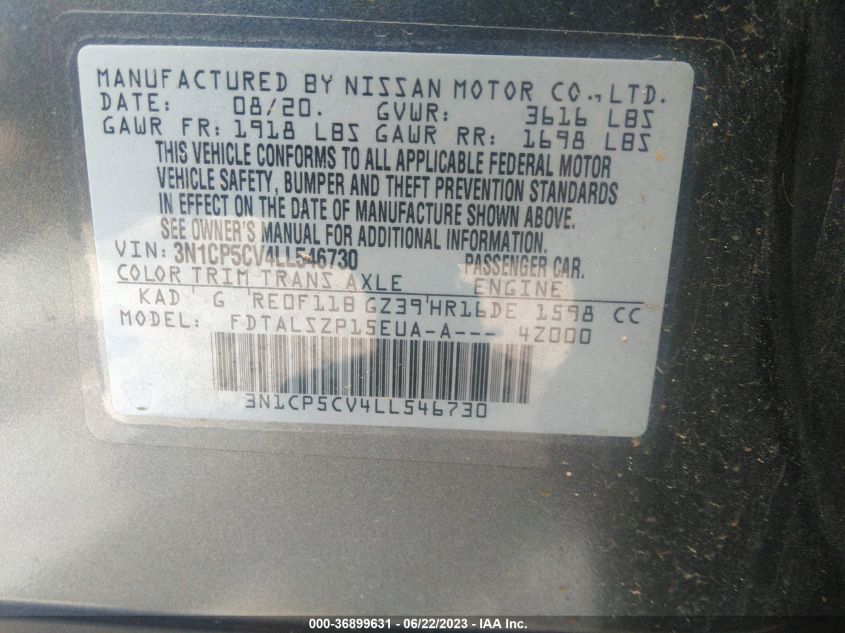 MANUFACTURED BY NISSAN MOTOR CO.,LTD.
DATE: 08/20. GVWR: 3616 LBS
GAWR FR: 1918 LBS GAWR RR: 1698 LBS
THIS VEHICLE CONFORMS TO ALL APPLICABLE FEDERAL MOTOR
VEHICLE SAFETY, BUMPER AND THEFT PREVENTION STANDARDS
IN EFFECT ON THE DATE OF MANUFACTURE SHOWN ABOVE.
SEE OWNER'S MANUAL FOR ADDITIONAL INFORMATION.
VIN: 3N1CP5CV4LL546730 PASSENGER CAR.
COLOR TRIM TRANS AXLE ENGINE
KAD G RE0F11B GZ39 HR16DE 1598 CC
MODEL: FDTALSZP15EUA-A--- 4Z000
3N1CP5CV4LL546730
000-36899631 - 06/22/2023 - IAA Inc.